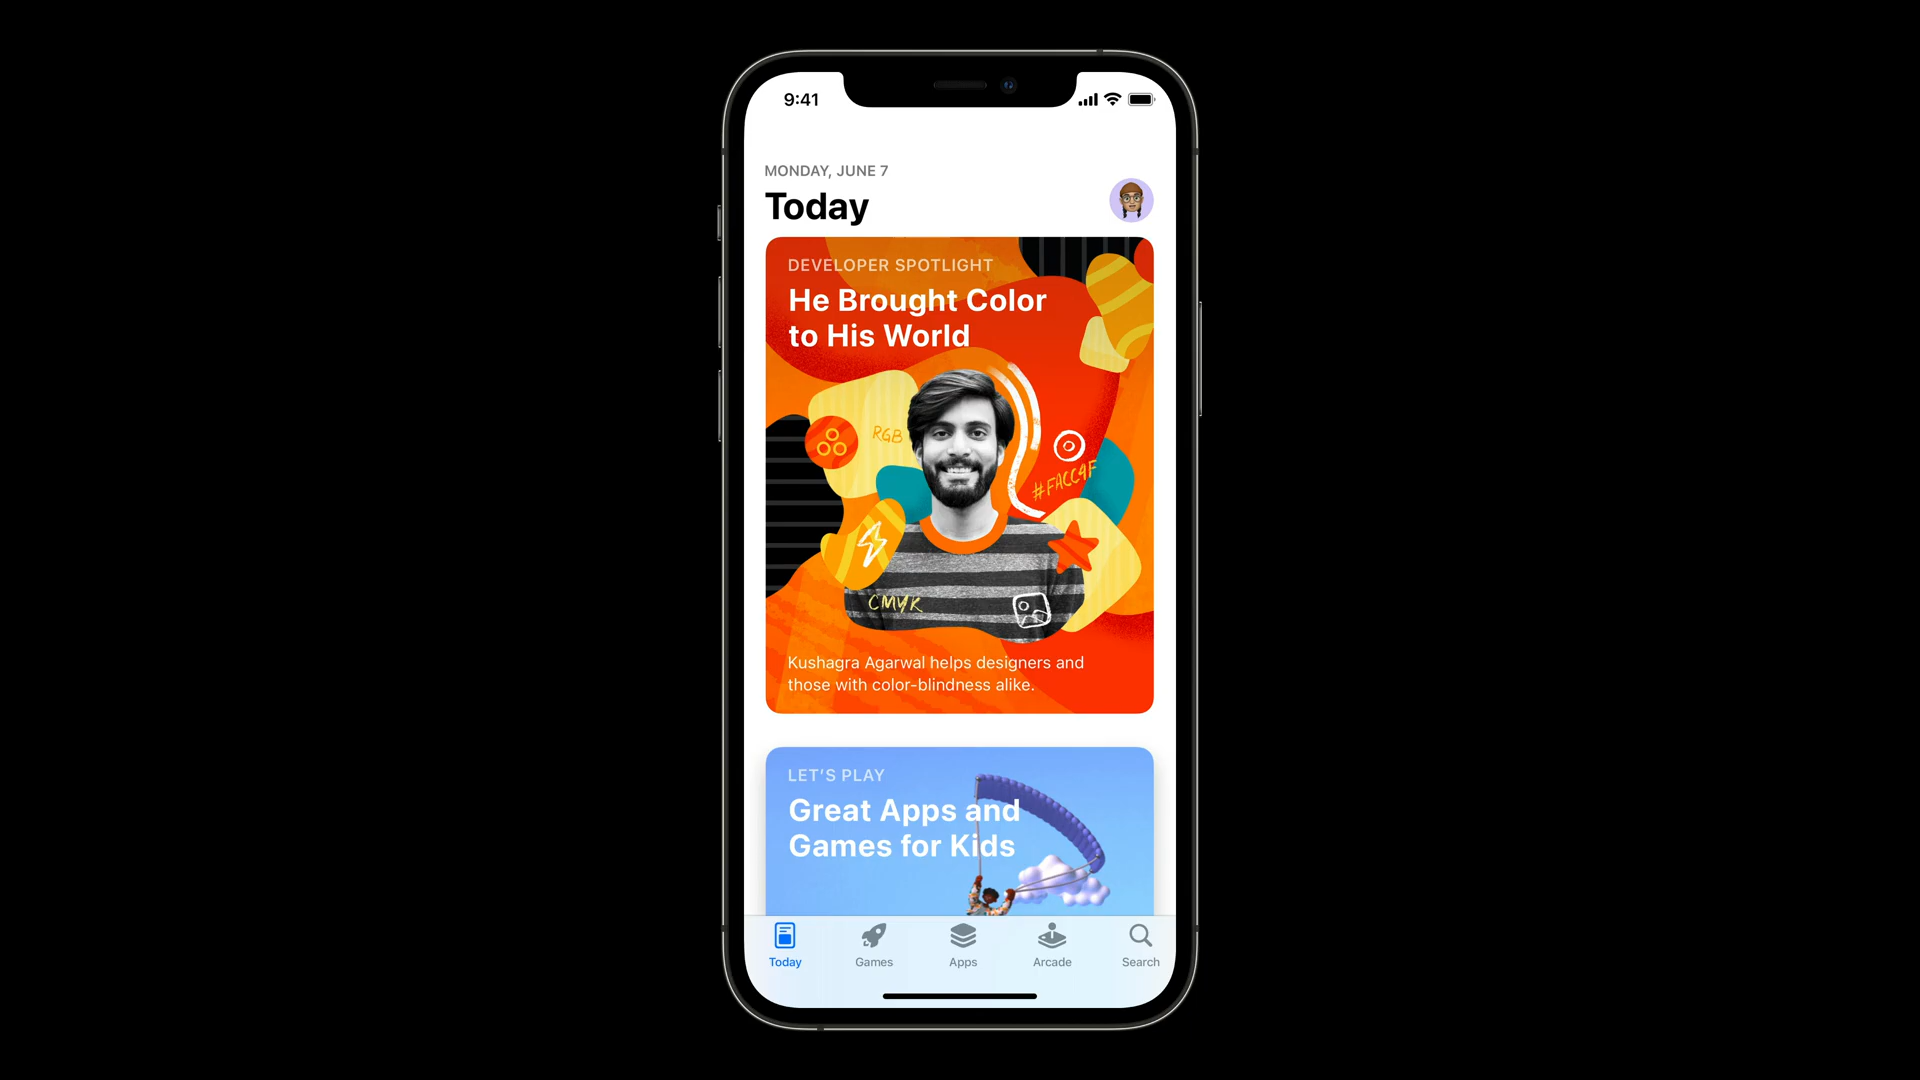 9:41
MONDAY, JUNE 7
Today
DEVELOPER SPOTLIGHT
He Brought Color
to His World
RGB
#FACC4F
CMYK
Kushagra Agarwal helps designers and
those with color-blindness alike.
LET'S PLAY
Great Apps and
Games for Kids
Today
Games
Apps
Arcade
Search